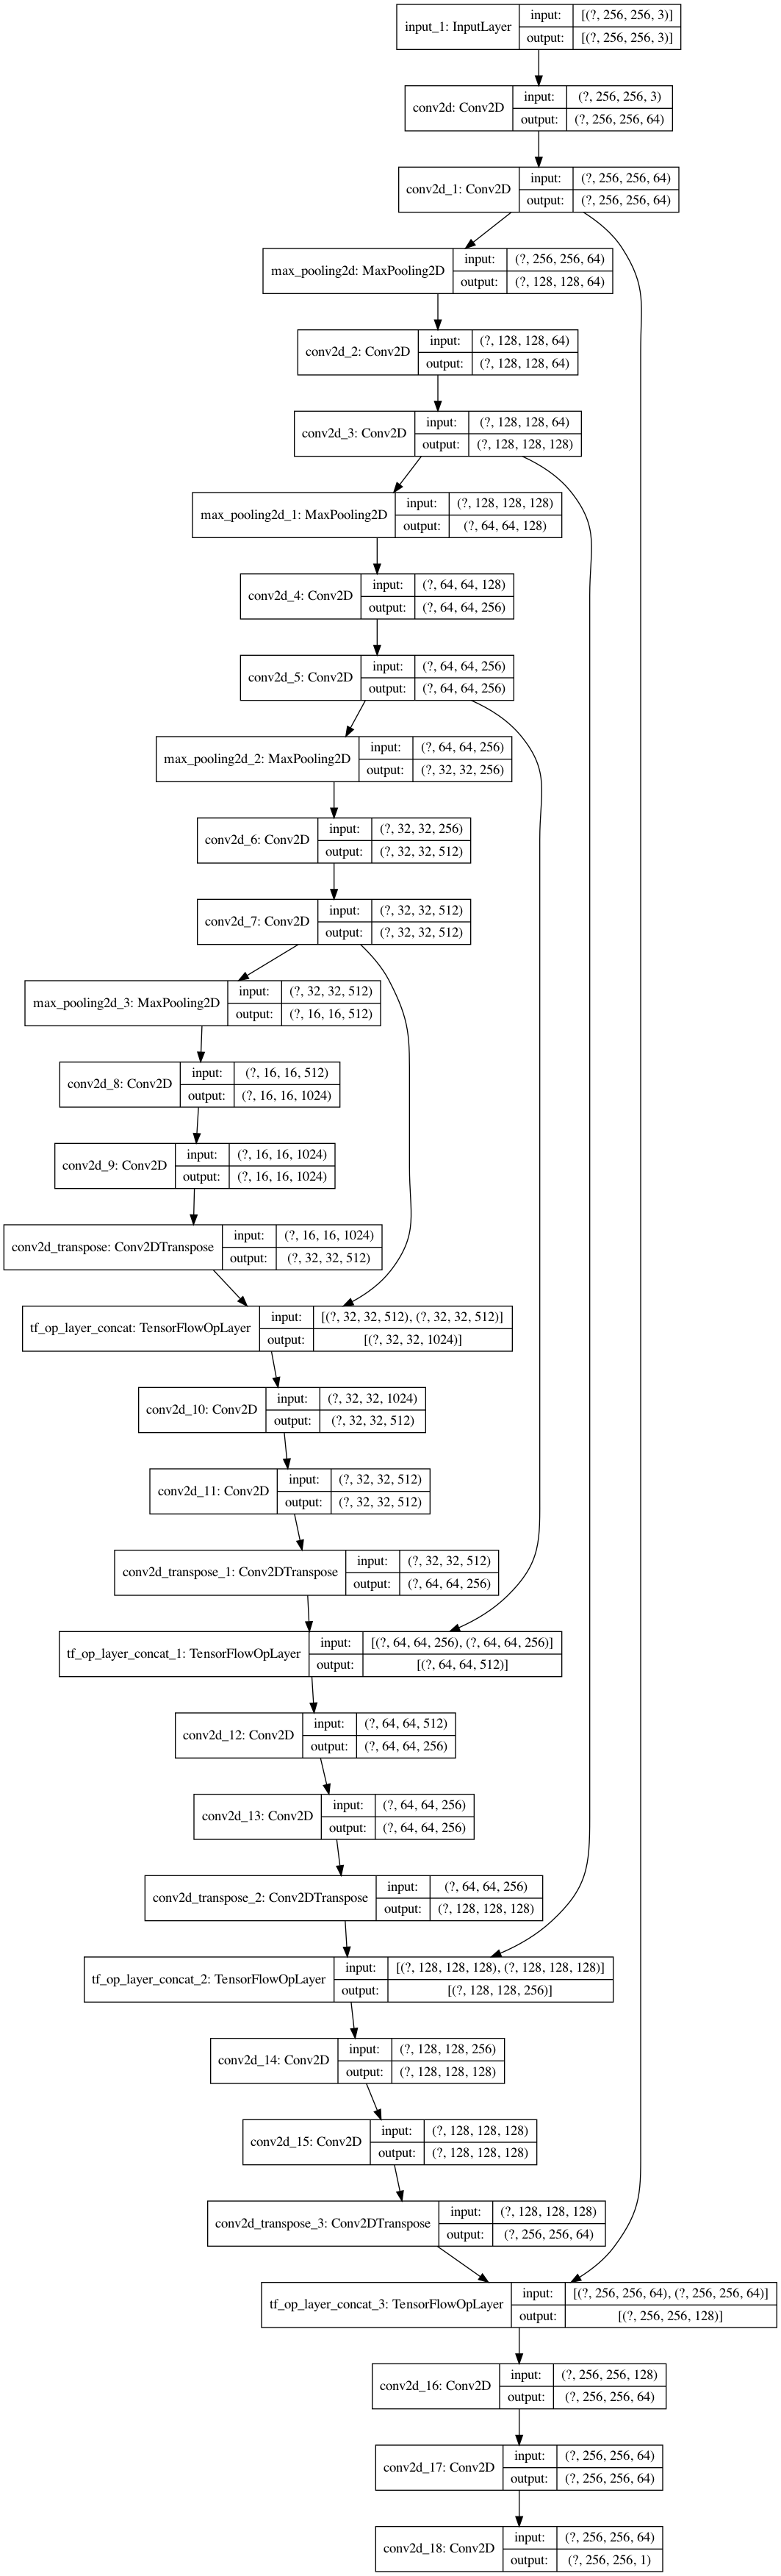 input_1: InputLayer
input: [(?, 256, 256, 3)]
output: [(?, 256, 256, 3)]
conv2d: Conv2D
input: (?, 256, 256, 3)
output: (?, 256, 256, 64)
conv2d_1: Conv2D
input: (?, 256, 256, 64)
output: (?, 256, 256, 64)
max_pooling2d: MaxPooling2D
input: (?, 256, 256, 64)
output: (?, 128, 128, 64)
conv2d_2: Conv2D
input: (?, 128, 128, 64)
output: (?, 128, 128, 64)
conv2d_3: Conv2D
input: (?, 128, 128, 64)
output: (?, 128, 128, 128)
max_pooling2d_1: MaxPooling2D
input: (?, 128, 128, 128)
output: (?, 64, 64, 128)
conv2d_4: Conv2D
input: (?, 64, 64, 128)
output: (?, 64, 64, 256)
conv2d_5: Conv2D
input: (?, 64, 64, 256)
output: (?, 64, 64, 256)
max_pooling2d_2: MaxPooling2D
input: (?, 64, 64, 256)
output: (?, 32, 32, 256)
conv2d_6: Conv2D
input: (?, 32, 32, 256)
output: (?, 32, 32, 512)
conv2d_7: Conv2D
input: (?, 32, 32, 512)
output: (?, 32, 32, 512)
max_pooling2d_3: MaxPooling2D
input: (?, 32, 32, 512)
output: (?, 16, 16, 512)
conv2d_8: Conv2D
input: (?, 16, 16, 512)
output: (?, 16, 16, 1024)
conv2d_9: Conv2D
input: (?, 16, 16, 1024)
output: (?, 16, 16, 1024)
conv2d_transpose: Conv2DTranspose
input: (?, 16, 16, 1024)
output: (?, 32, 32, 512)
tf_op_layer_concat: TensorFlowOpLayer
input: [(?, 32, 32, 512), (?, 32, 32, 512)]
output: [(?, 32, 32, 1024)]
conv2d_10: Conv2D
input: (?, 32, 32, 1024)
output: (?, 32, 32, 512)
conv2d_11: Conv2D
input: (?, 32, 32, 512)
output: (?, 32, 32, 512)
conv2d_transpose_1: Conv2DTranspose
input: (?, 32, 32, 512)
output: (?, 64, 64, 256)
tf_op_layer_concat_1: TensorFlowOpLayer
input: [(?, 64, 64, 256), (?, 64, 64, 256)]
output: [(?, 64, 64, 512)]
conv2d_12: Conv2D
input: (?, 64, 64, 512)
output: (?, 64, 64, 256)
conv2d_13: Conv2D
input: (?, 64, 64, 256)
output: (?, 64, 64, 256)
conv2d_transpose_2: Conv2DTranspose
input: (?, 64, 64, 256)
output: (?, 128, 128, 128)
tf_op_layer_concat_2: TensorFlowOpLayer
input: [(?, 128, 128, 128), (?, 128, 128, 128)]
output: [(?, 128, 128, 256)]
conv2d_14: Conv2D
input: (?, 128, 128, 256)
output: (?, 128, 128, 128)
conv2d_15: Conv2D
input: (?, 128, 128, 128)
output: (?, 128, 128, 128)
conv2d_transpose_3: Conv2DTranspose
input: (?, 128, 128, 128)
output: (?, 256, 256, 64)
tf_op_layer_concat_3: TensorFlowOpLayer
input: [(?, 256, 256, 64), (?, 256, 256, 64)]
output: [(?, 256, 256, 128)]
conv2d_16: Conv2D
input: (?, 256, 256, 128)
output: (?, 256, 256, 64)
conv2d_17: Conv2D
input: (?, 256, 256, 64)
output: (?, 256, 256, 64)
conv2d_18: Conv2D
input: (?, 256, 256, 64)
output: (?, 256, 256, 1)